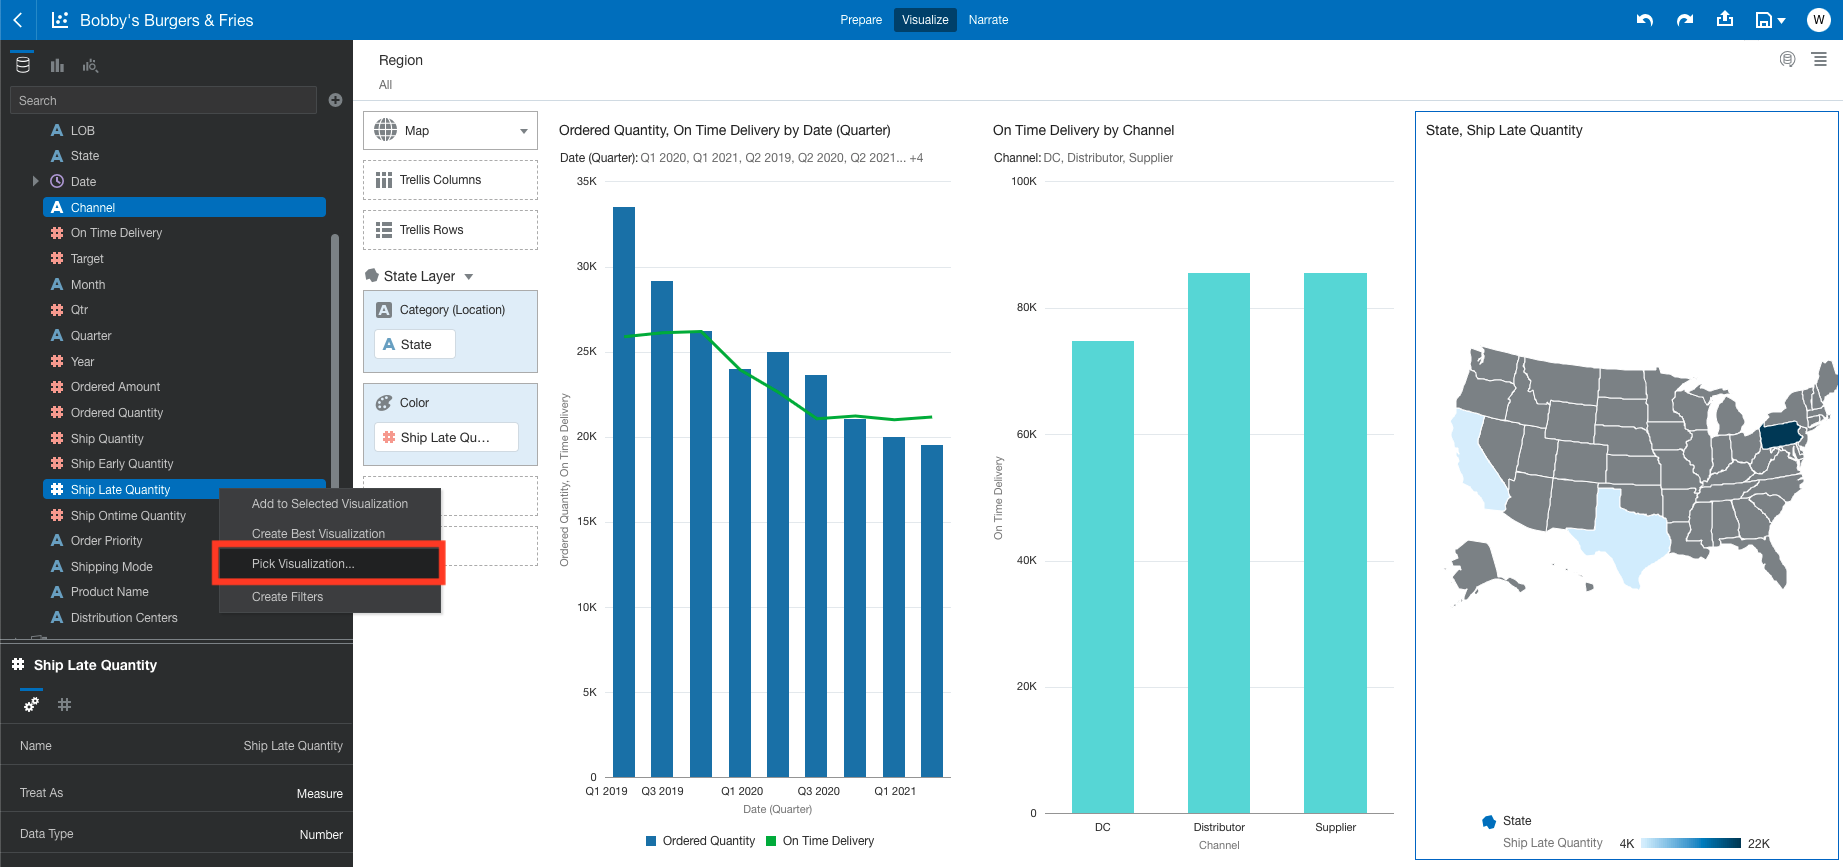 Bobby's Burgers & Fries
Prepare
Visualize
Narrate
W
Search
LOB
State
Date
Channel
On Time Delivery
Target
Month
Qtr
Quarter
Year
Ordered Amount
Ordered Quantity
Ship Quantity
Ship Early Quantity
Ship Late Quantity
Ship Ontime Quantity
Order Priority
Shipping Mode
Product Name
Distribution Centers
Add to Selected Visualization
Create Best Visualization
Pick Visualization...
Create Filters
Ship Late Quantity
Name
Ship Late Quantity
Treat As
Measure
Data Type
Number
Region
All
Map
Trellis Columns
Trellis Rows
State Layer
Category (Location)
State
Color
Ship Late Qu...
Ordered Quantity, On Time Delivery by Date (Quarter)
Date (Quarter): Q1 2020, Q1 2021, Q2 2019, Q2 2020, Q2 2021... +4
35K
30K
25K
20K
15K
10K
5K
0
Ordered Quantity, On Time Delivery
Q1 2019
Q3 2019
Q1 2020
Q3 2020
Q1 2021
Date (Quarter)
Ordered Quantity
On Time Delivery
On Time Delivery by Channel
Channel: DC, Distributor, Supplier
100K
80K
60K
40K
20K
0
On Time Delivery
DC
Distributor
Supplier
Channel
State, Ship Late Quantity
State
Ship Late Quantity
4K
22K